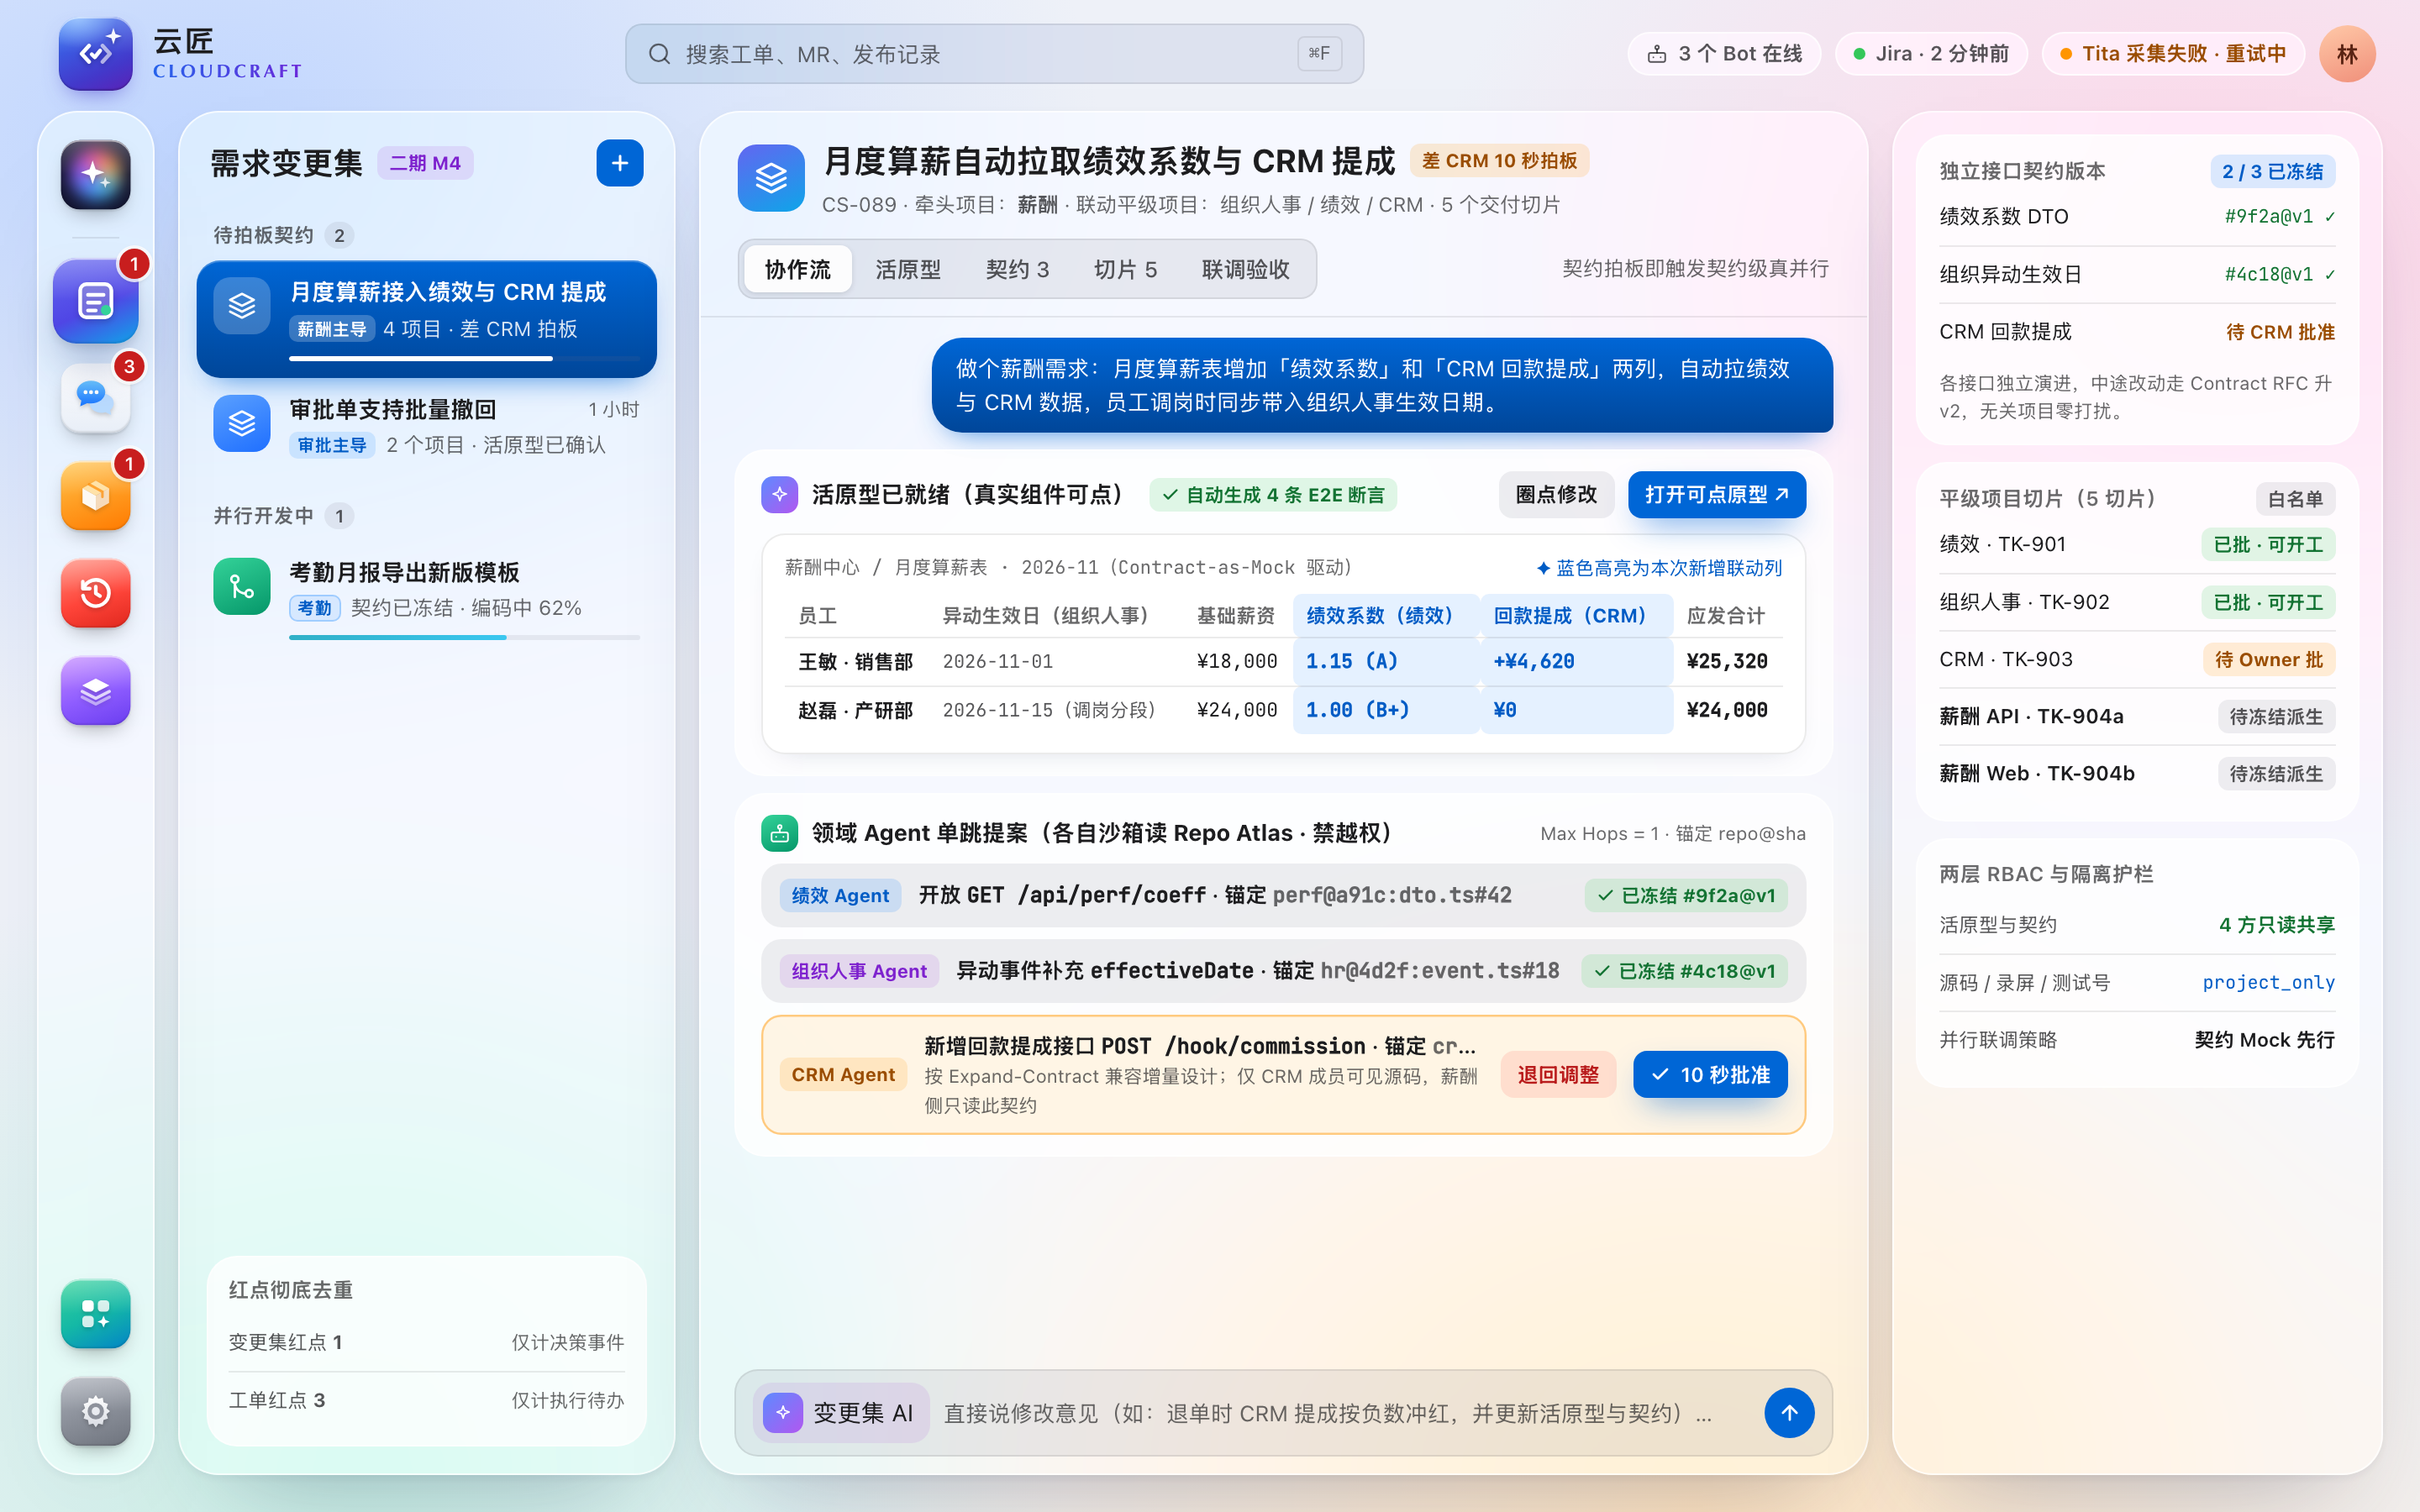 云匠
CLOUDCRAFT
搜索工单、MR、发布记录
⌘F
3 个 Bot 在线
Jira · 2 分钟前
Tita 采集失败 · 重试中
林
1
3
1
需求变更集
二期 M4
待拍板契约 2
月度算薪接入绩效与 CRM 提成
薪酬主导 4 项目 · 差 CRM 拍板
审批单支持批量撤回
1 小时
审批主导 2 个项目 · 活原型已确认
并行开发中 1
考勤月报导出新版模板
考勤 契约已冻结 · 编码中 62%
红点彻底去重
变更集红点 1
仅计决策事件
工单红点 3
仅计执行待办
月度算薪自动拉取绩效系数与 CRM 提成
差 CRM 10 秒拍板
CS-089 · 牵头项目：薪酬 · 联动平级项目：组织人事 / 绩效 / CRM · 5 个交付切片
协作流
活原型
契约 3
切片 5
联调验收
契约拍板即触发契约级真并行
做个薪酬需求：月度算薪表增加「绩效系数」和「CRM 回款提成」两列，自动拉绩效
与 CRM 数据，员工调岗时同步带入组织人事生效日期。
活原型已就绪（真实组件可点）
✓ 自动生成 4 条 E2E 断言
圈点修改
打开可点原型 ↗
薪酬中心 / 月度算薪表 · 2026-11 (Contract-as-Mock 驱动)
✦ 蓝色高亮为本次新增联动列
员工 异动生效日（组织人事） 基础薪资 绩效系数（绩效） 回款提成（CRM） 应发合计
王敏 · 销售部 2026-11-01 ¥18,000 1.15 (A) +¥4,620 ¥25,320
赵磊 · 产研部 2026-11-15 (调岗分段) ¥24,000 1.00 (B+) ¥0 ¥24,000
领域 Agent 单跳提案（各自沙箱读 Repo Atlas · 禁越权）
Max Hops = 1 · 锚定 repo@sha
绩效 Agent 开放 GET /api/perf/coeff · 锚定 perf@a91c:dto.ts#42 ✓ 已冻结 #9f2a@v1
组织人事 Agent 异动事件补充 effectiveDate · 锚定 hr@4d2f:event.ts#18 ✓ 已冻结 #4c18@v1
CRM Agent
新增回款提成接口 POST /hook/commission · 锚定 cr…
按 Expand-Contract 兼容增量设计；仅 CRM 成员可见源码，薪酬
侧只读此契约
退回调整
✓ 10 秒批准
变更集 AI
直接说修改意见（如：退单时 CRM 提成按负数冲红，并更新活原型与契约）…
独立接口契约版本
2 / 3 已冻结
绩效系数 DTO
#9f2a@v1 ✓
组织异动生效日
#4c18@v1 ✓
CRM 回款提成
待 CRM 批准
各接口独立演进，中途改动走 Contract RFC 升
v2，无关项目零打扰。
平级项目切片（5 切片）
白名单
绩效 · TK-901
已批 · 可开工
组织人事 · TK-902
已批 · 可开工
CRM · TK-903
待 Owner 批
薪酬 API · TK-904a
待冻结派生
薪酬 Web · TK-904b
待冻结派生
两层 RBAC 与隔离护栏
活原型与契约
4 方只读共享
源码 / 录屏 / 测试号
project_only
并行联调策略
契约 Mock 先行